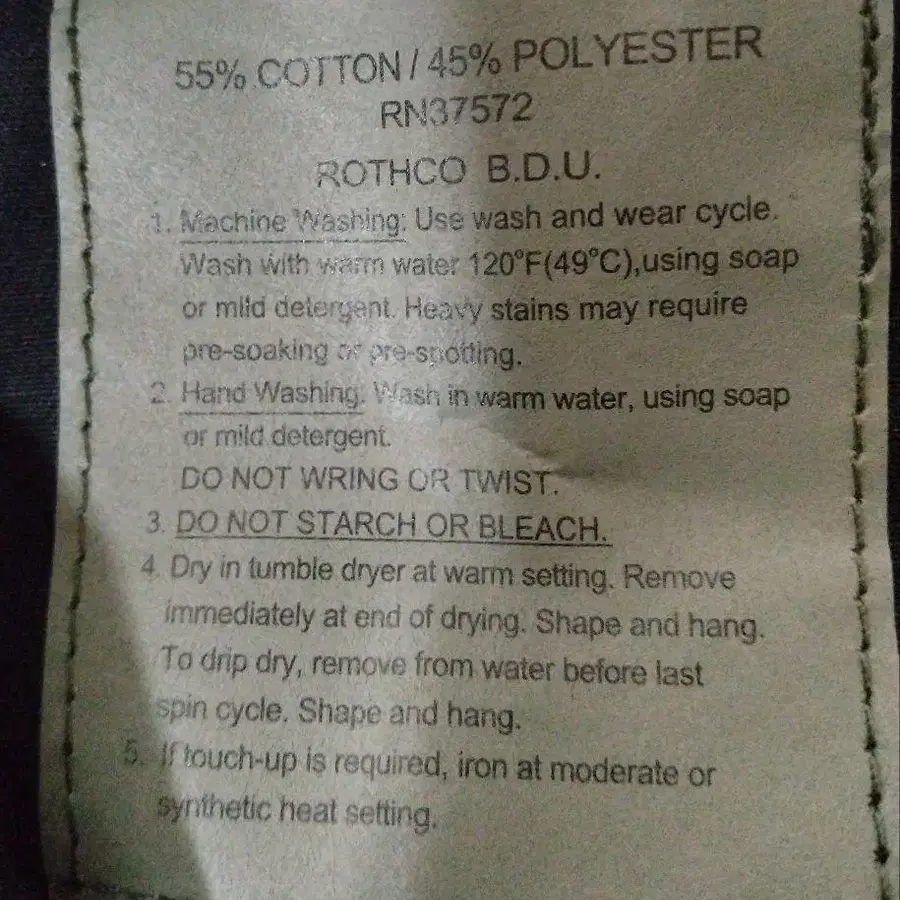 55% COTTON / 45% POLYESTER
RN37572
ROTHCO B.D.U.
1. Machine Washing: Use wash and wear cycle.
Wash with warm water 120°F(49°C),using soap
or mild detergent. Heavy stains may require
pre-soaking or pre-spotting.
2. Hand Washing: Wash in warm water, using soap
or mild detergent.
DO NOT WRING OR TWIST.
3. DO NOT STARCH OR BLEACH.
4. Dry in tumble dryer at warm setting. Remove
immediately at end of drying. Shape and hang.
To drip dry, remove from water before last
spin cycle. Shape and hang.
5. If touch-up is required, iron at moderate or
synthetic heat setting.